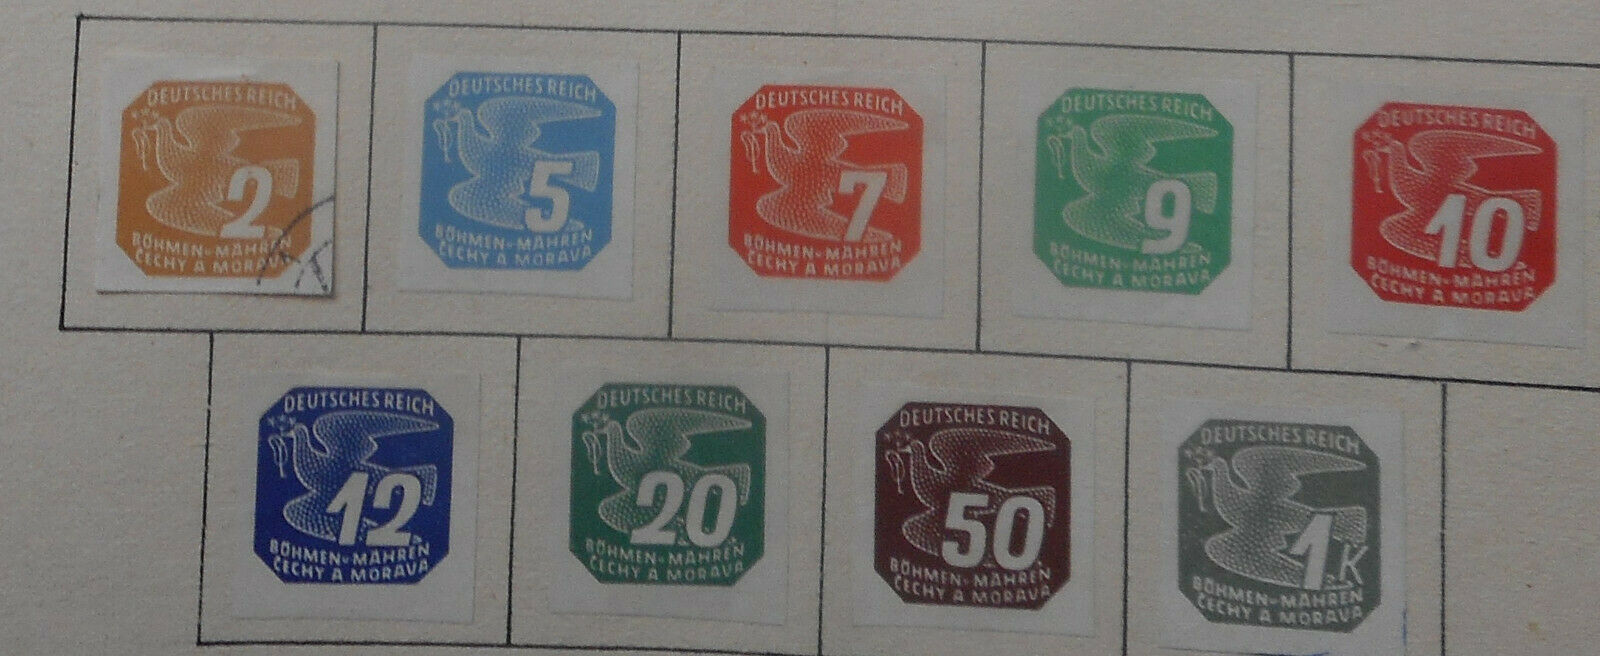 DEUTSCHES REICH
2
BÖHMEN-MÄHREN
ČECHY A MORAVA
DEUTSCHES REICH
5
BÖHMEN-MÄHREN
ČECHY A MORAVA
DEUTSCHES REICH
7
BÖHMEN-MÄHREN
ČECHY A MORAVA
DEUTSCHES REICH
9
BÖHMEN-MÄHREN
ČECHY A MORAVA
DEUTSCHES REICH
10
BÖHMEN-MÄHREN
ČECHY A MORAVA
DEUTSCHES REICH
12
BÖHMEN-MÄHREN
ČECHY A MORAVA
DEUTSCHES REICH
20
BÖHMEN-MÄHREN
ČECHY A MORAVA
DEUTSCHES REICH
50
BÖHMEN-MÄHREN
ČECHY A MORAVA
DEUTSCHES REICH
1 K
BÖHMEN-MÄHREN
ČECHY A MORAVA